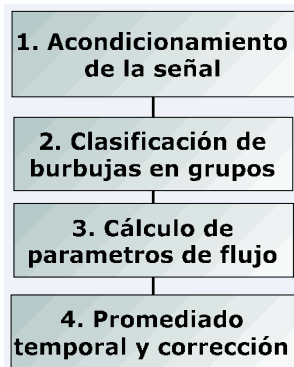 1. Acondicionamiento
de la señal
2. Clasificación de
burbujas en grupos
3. Cálculo de
parametros de flujo
4. Promediado
temporal y corrección